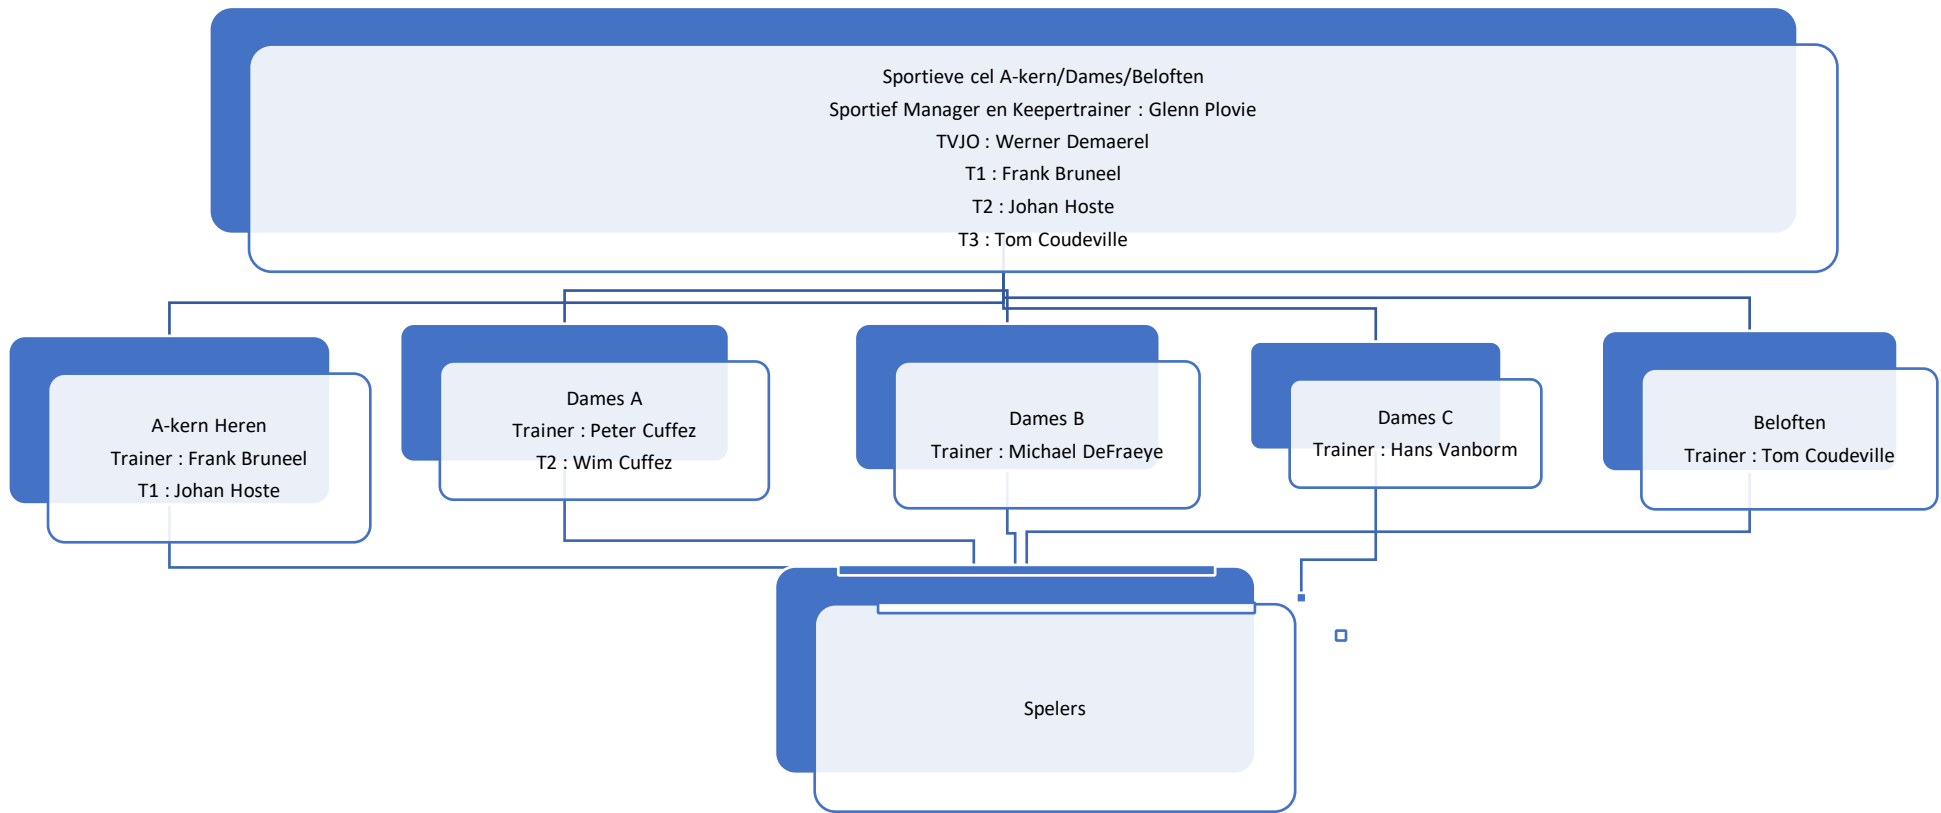 Sportieve cel A-kern/Dames/Beloften
Sportief Manager en Keepertrainer : Glenn Plovie
TVJO : Werner Demaerel
T1 : Frank Bruneel
T2 : Johan Hoste
T3 : Tom Coudeville
A-kern Heren
Trainer : Frank Bruneel
T1 : Johan Hoste
Dames A
Trainer : Peter Cuffez
T2 : Wim Cuffez
Dames B
Trainer : Michael DeFraeye
Dames C
Trainer : Hans Vanborm
Beloften
Trainer : Tom Coudeville
Spelers